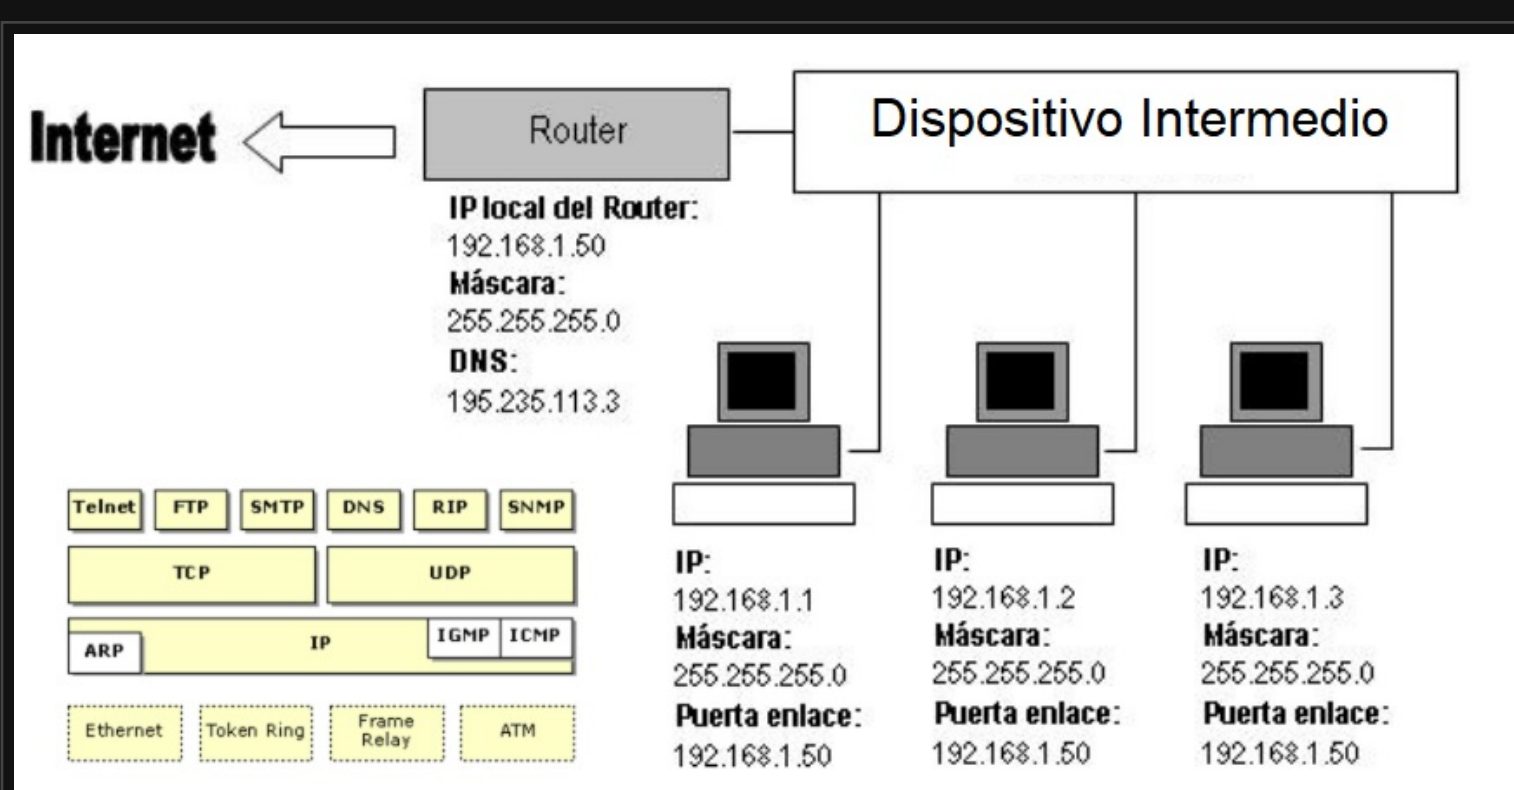 Internet
Router
Dispositivo Intermedio
IP local del Router:
192.168.1.50
Máscara:
255.255.255.0
DNS:
195.235.113.3
Telnet FTP SMTP DNS RIP SNMP
TCP UDP
ARP IP IGMP ICMP
Ethernet Token Ring Frame Relay ATM
IP:
192.168.1.1
Máscara:
255.255.255.0
Puerta enlace:
192.168.1.50
IP:
192.168.1.2
Máscara:
255.255.255.0
Puerta enlace:
192.168.1.50
IP:
192.168.1.3
Máscara:
255.255.255.0
Puerta enlace:
192.168.1.50